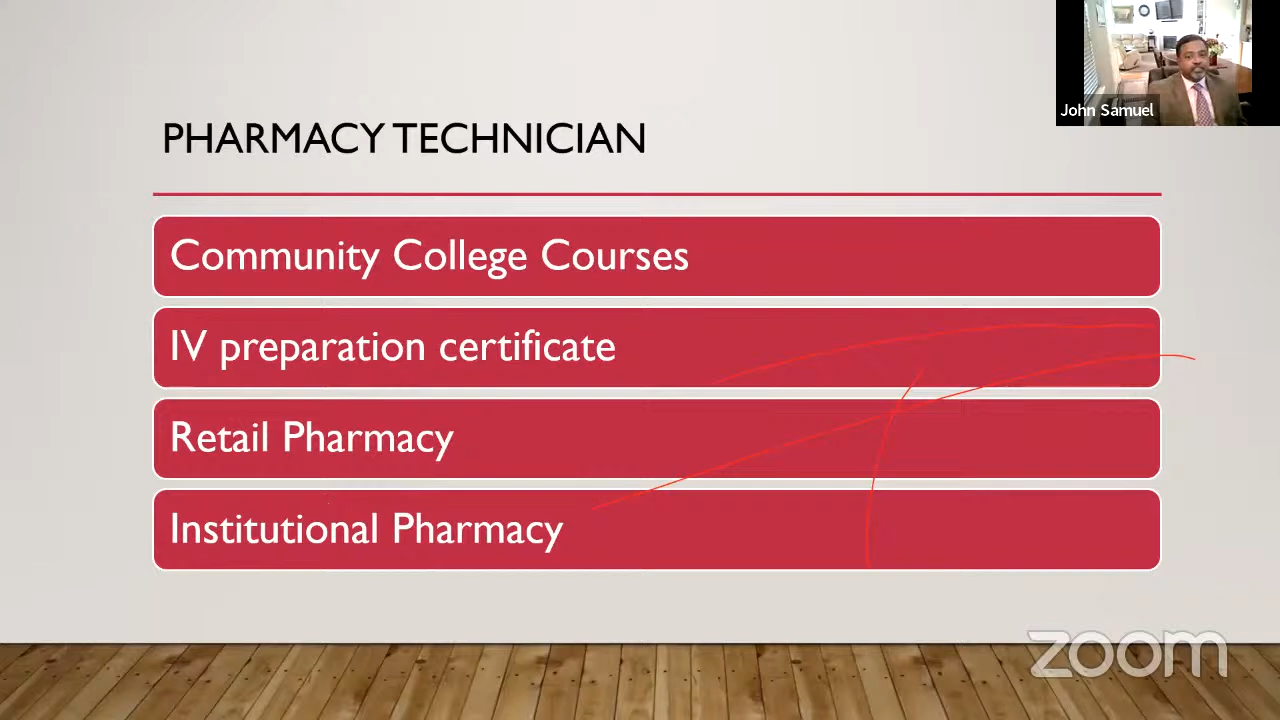 John Samuel
PHARMACY TECHNICIAN
Community College Courses
IV preparation certificate
Retail Pharmacy
Institutional Pharmacy
zoom